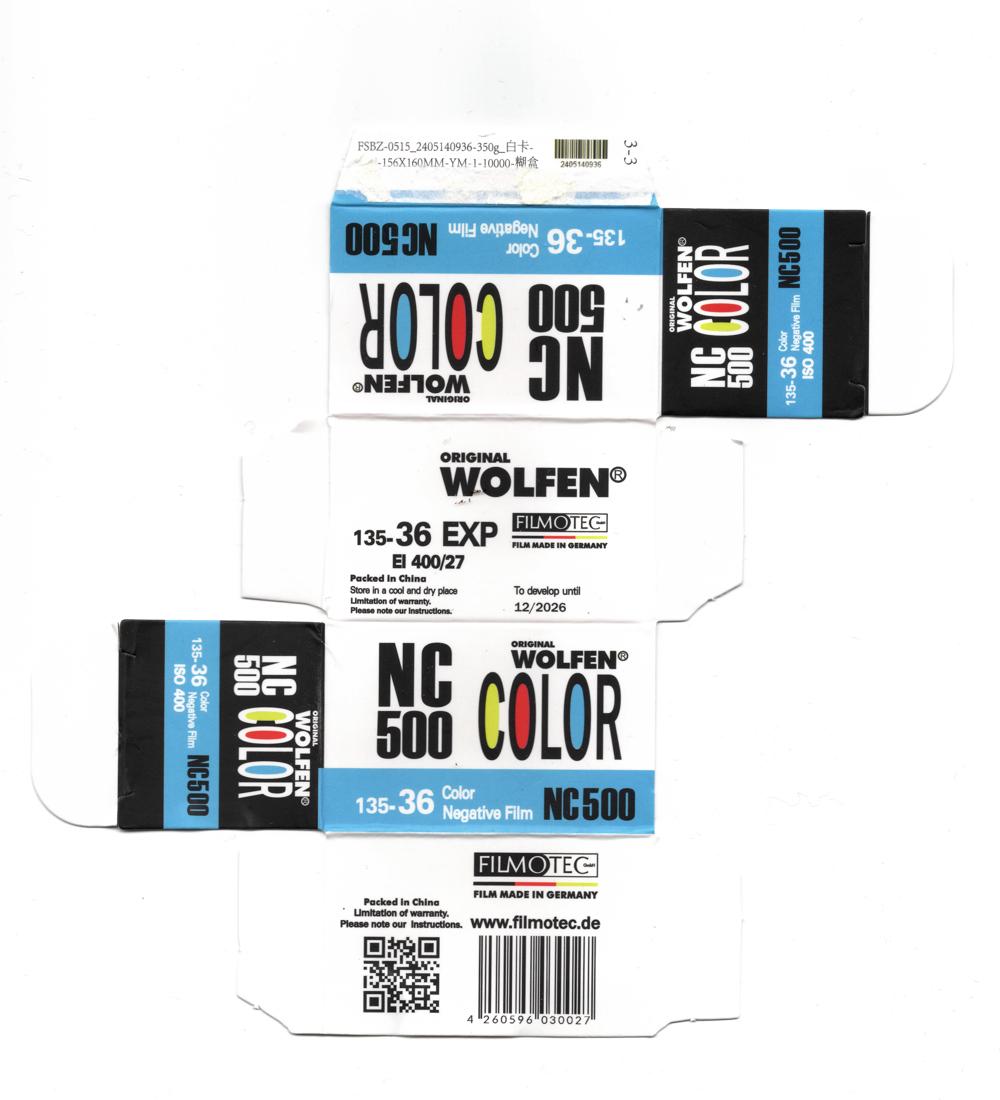 FSBZ-0515_2405140936-350g_白卡-
-156X160MM-YM-1-10000-糊盒
2405140936
3-3
135-36 Color Negative Film NC500
NC 500
ORIGINAL
WOLFEN®
COLOR
ORIGINAL
WOLFEN®
NC 500 COLOR
135-36 Color Negative Film NC500
ISO 400
ORIGINAL
WOLFEN®
135-36 EXP
EI 400/27
FILMOTEC GmbH
FILM MADE IN GERMANY
Packed in China
Store in a cool and dry place
Limitation of warranty.
Please note our instructions.
To develop until
12/2026
NC
500
ORIGINAL
WOLFEN®
COLOR
135-36 Color
Negative Film NC500
ORIGINAL
WOLFEN®
NC 500 COLOR
135-36 Color Negative Film NC500
ISO 400
FILMOTEC GmbH
FILM MADE IN GERMANY
Packed in China
Limitation of warranty.
Please note our instructions.
www.filmotec.de
4 260596 030027